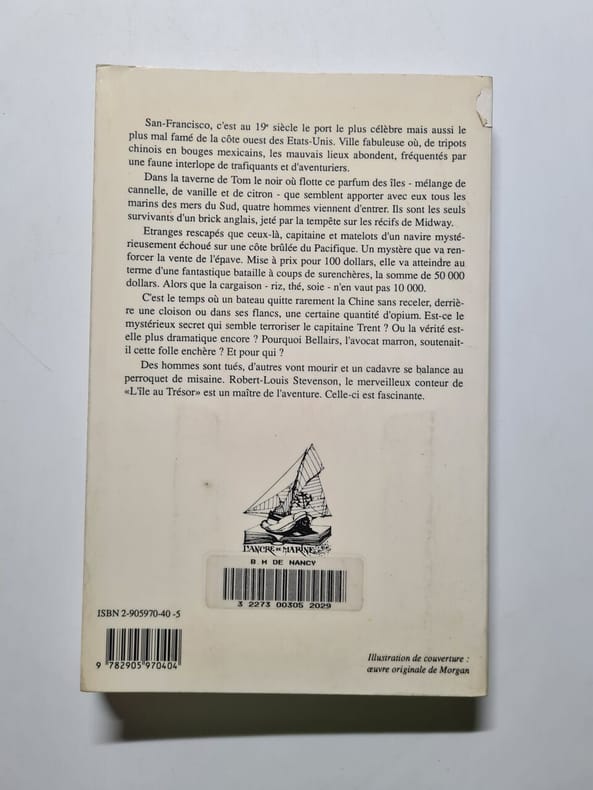 San-Francisco, c'est au 19e siècle le port le plus célèbre mais aussi le
plus mal famé de la côte ouest des Etats-Unis. Ville fabuleuse où, de tripots
chinois en bouges mexicains, les mauvais lieux abondent, fréquentés par
une faune interlope de trafiquants et d'aventuriers.
Dans la taverne de Tom le noir où flotte ce parfum des îles - mélange de
cannelle, de vanille et de citron - que semblent apporter avec eux tous les
marins des mers du Sud, quatre hommes viennent d'entrer. Ils sont les seuls
survivants d'un brick anglais, jeté par la tempête sur les récifs de Midway.
Etranges rescapés que ceux-là, capitaine et matelots d'un navire mysté-
rieusement échoué sur une côte brûlée du Pacifique. Un mystère que va ren-
forcer la vente de l'épave. Mise à prix pour 100 dollars, elle va atteindre au
terme d'une fantastique bataille à coups de surenchères, la somme de 50 000
dollars. Alors que la cargaison - riz, thé, soie - n'en vaut pas 10 000.
C'est le temps où un bateau quitte rarement la Chine sans receler, derriè-
re une cloison ou dans ses flancs, une certaine quantité d'opium. Est-ce le
mystérieux secret qui semble terroriser le capitaine Trent ? Ou la vérité est-
elle plus dramatique encore ? Pourquoi Bellairs, l'avocat marron, soutenait-
il cette folle enchère ? Et pour qui ?
Des hommes sont tués, d'autres vont mourir et un cadavre se balance au
perroquet de misaine. Robert-Louis Stevenson, le merveilleux conteur de
«L'île au Trésor» est un maître de l'aventure. Celle-ci est fascinante.
L'ANCRE DE MARINE
B M DE NANCY
3 2273 00305 2029
ISBN 2-905970-40 -5
9 782905 970404
Illustration de couverture :
œuvre originale de Morgan